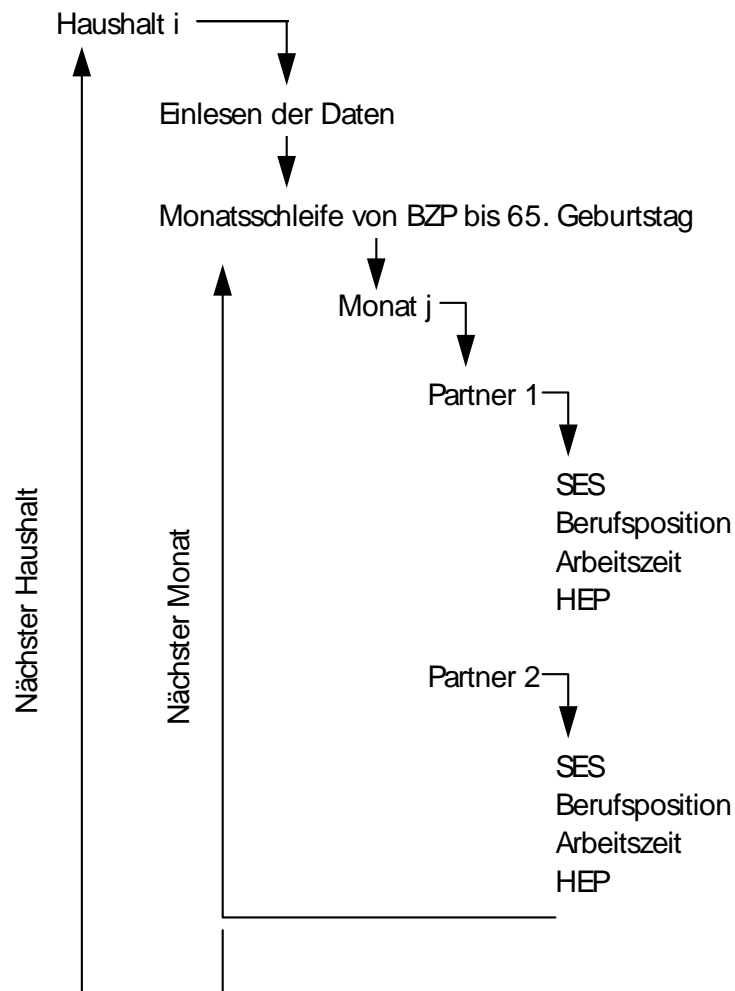 Haushalt i
Einlesen der Daten
Monatsschleife von BZP bis 65. Geburtstag
Monat j
Partner 1
SES
Berufsposition
Arbeitszeit
HEP
Partner 2
SES
Berufsposition
Arbeitszeit
HEP
Nächster Monat
Nächster Haushalt